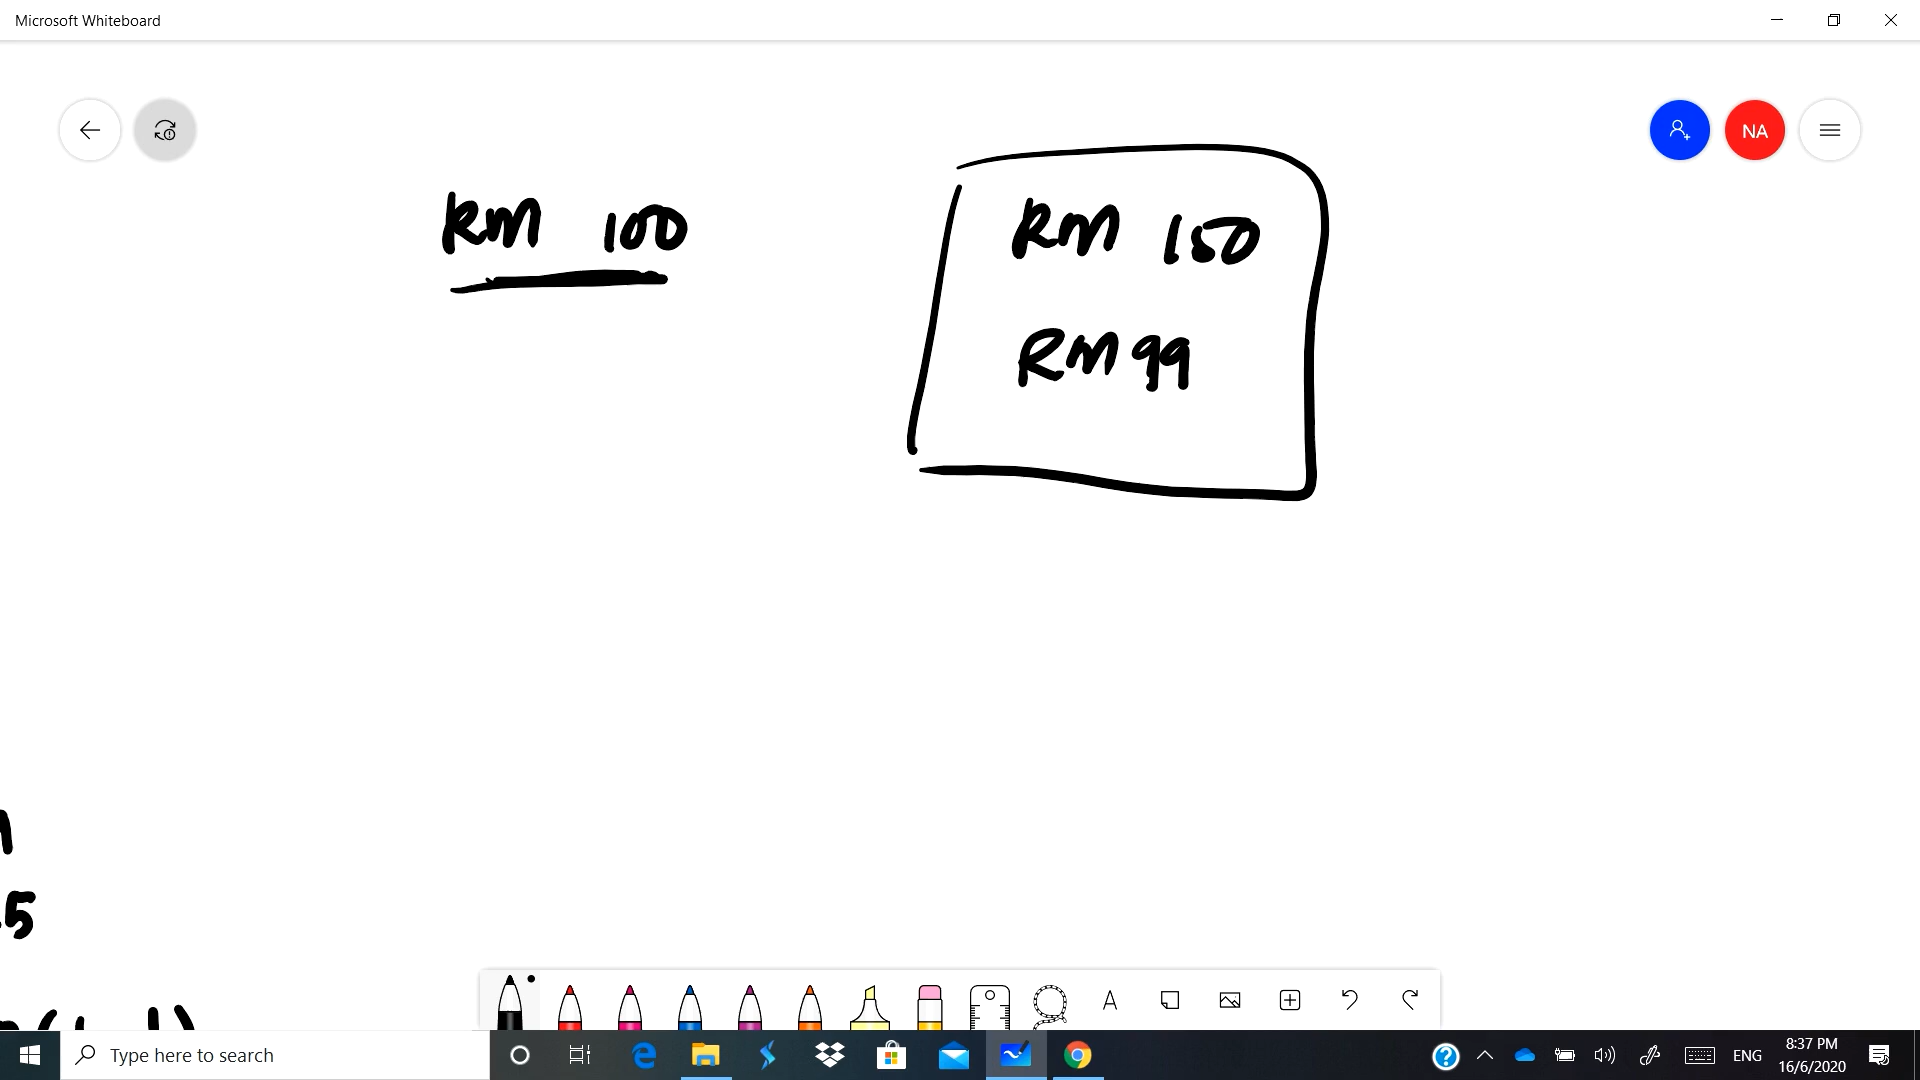 Microsoft Whiteboard
NA
RM 100
RM 150
RM 99
5
A
Type here to search
ENG
8:37 PM
16/6/2020